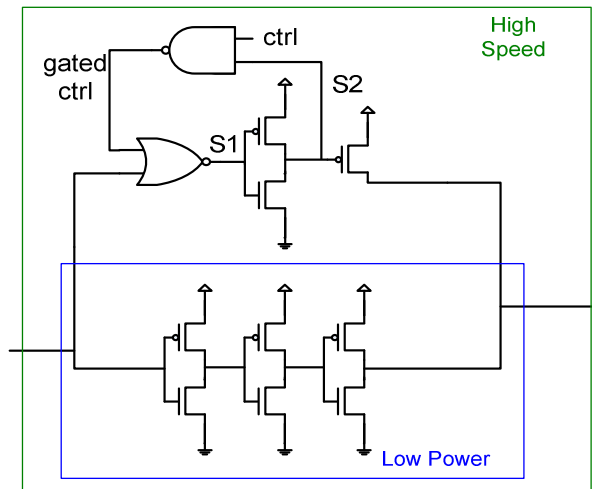 High
Speed
ctrl
gated
ctrl
S2
S1
Low Power